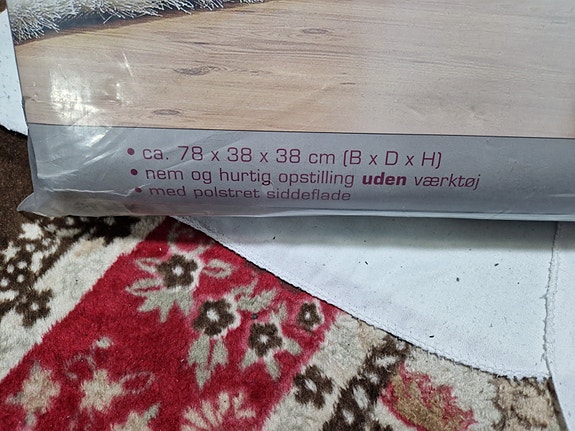 • ca. 78 x 38 x 38 cm (B x D x H)
• nem og hurtig opstilling uden værktøj
• med polstret siddeflade